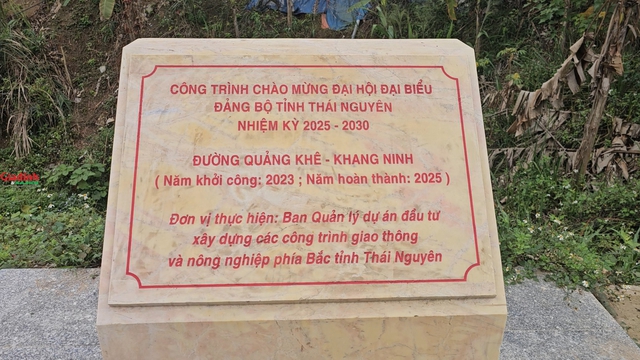 CÔNG TRÌNH CHÀO MỪNG ĐẠI HỘI ĐẠI BIỂU
ĐẢNG BỘ TỈNH THÁI NGUYÊN
NHIỆM KỲ 2025 - 2030
ĐƯỜNG QUẢNG KHÊ - KHANG NINH
( Năm khởi công: 2023 ; Năm hoàn thành: 2025 )
Đơn vị thực hiện: Ban Quản lý dự án đầu tư
xây dựng các công trình giao thông
và nông nghiệp phía Bắc tỉnh Thái Nguyên